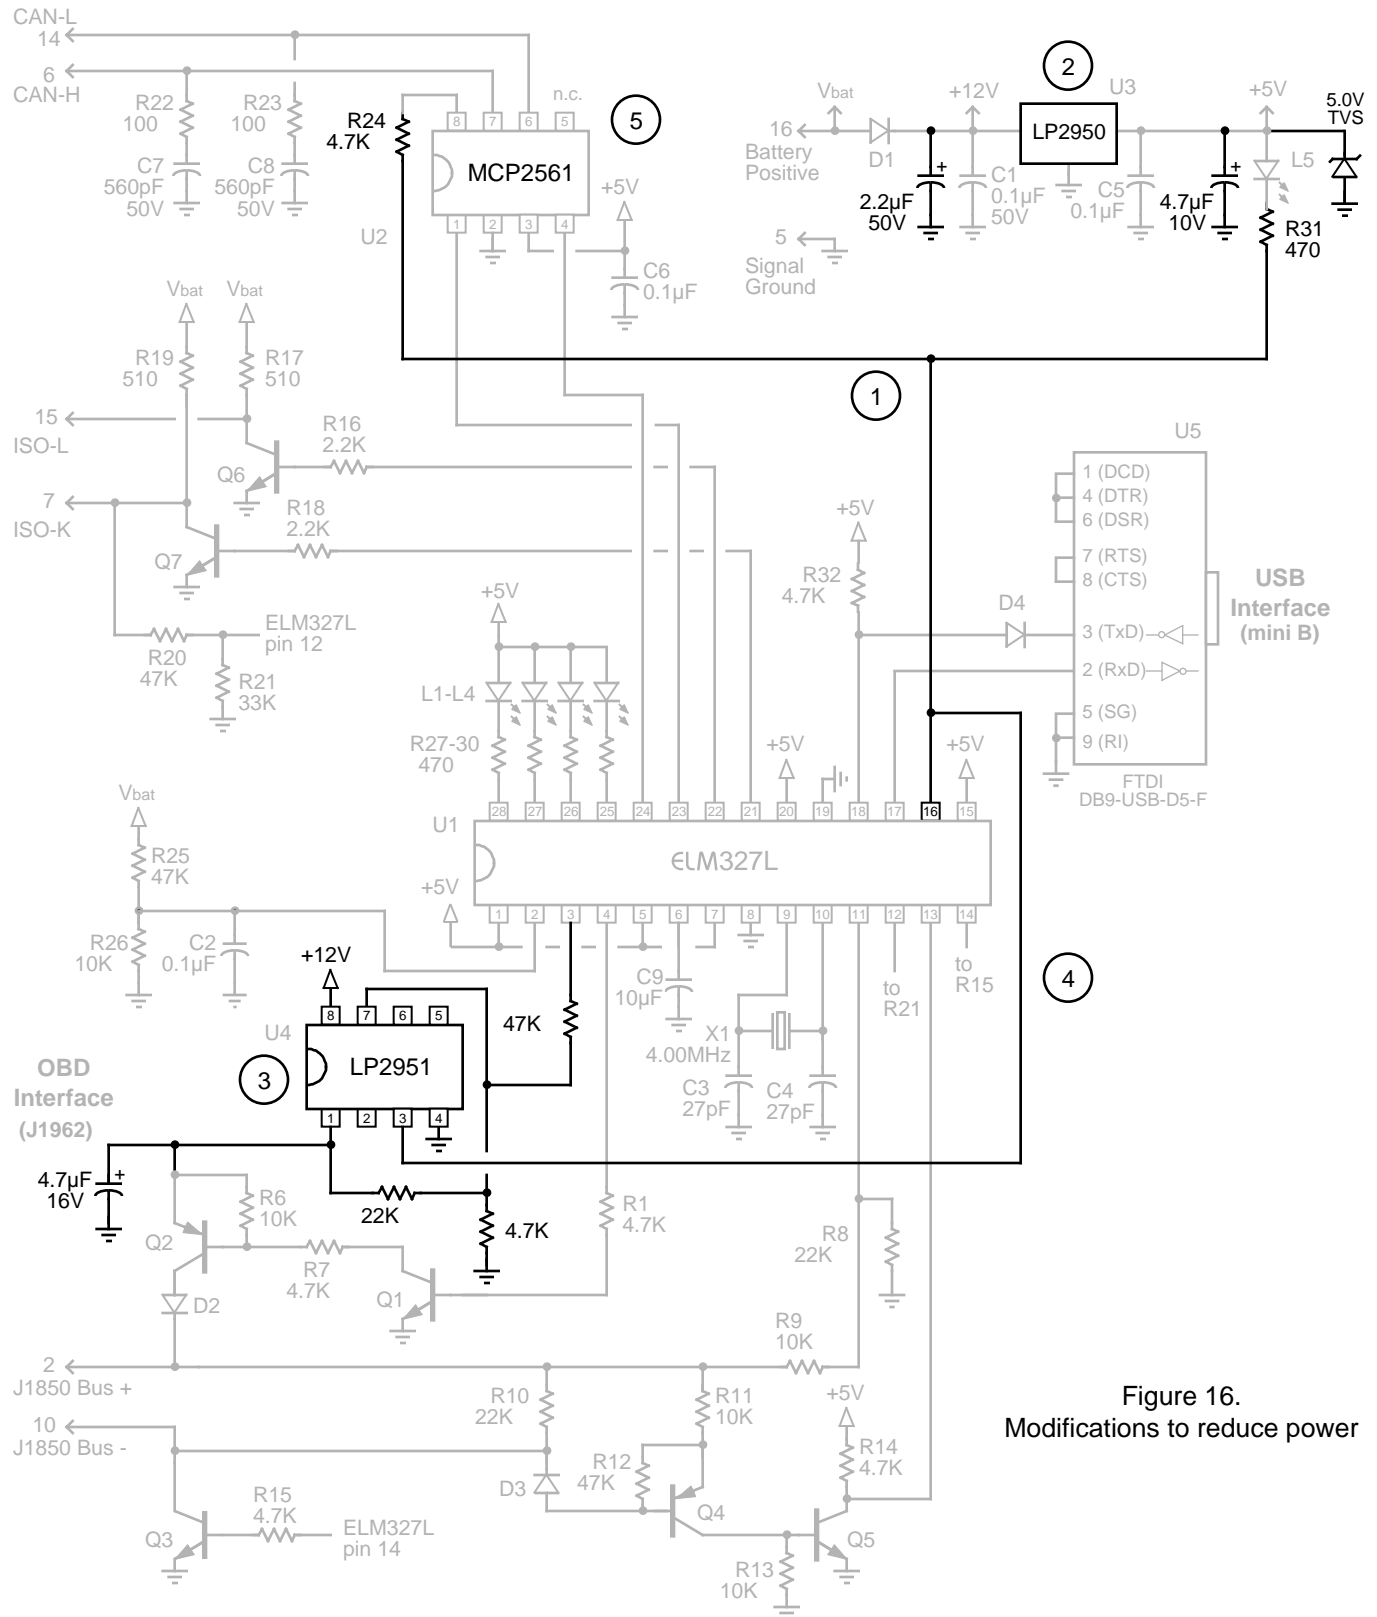 CAN-L
14
6
CAN-H
R22
100
R23
100
C7
560pF
50V
C8
560pF
50V
R24
4.7K
n.c.
8 7 6 5
MCP2561
1 2 3 4
U2
5
+5V
C6
0.1µF
2
Vbat
16
Battery
Positive
D1
+12V
2.2µF
50V
C1
0.1µF
50V
U3
LP2950
C5
0.1µF
+5V
4.7µF
10V
L5
R31
470
5.0V
TVS
5
Signal
Ground
1
Vbat
Vbat
R19
510
R17
510
15
ISO-L
Q6
R16
2.2K
7
ISO-K
Q7
R18
2.2K
ELM327L
pin 12
R20
47K
R21
33K
+5V
L1-L4
R27-30
470
+5V
R32
4.7K
D4
U5
1 (DCD)
4 (DTR)
6 (DSR)
7 (RTS)
8 (CTS)
3 (TxD)
2 (RxD)
5 (SG)
9 (RI)
USB
Interface
(mini B)
FTDI
DB9-USB-D5-F
+5V
+5V
28 27 26 25 24 23 22 21 20 19 18 17 16 15
U1
ELM327L
+5V
1 2 3 4 5 6 7 8 9 10 11 12 13 14
Vbat
R25
47K
R26
10K
C2
0.1µF
+12V
8 7 6 5
U4
LP2951
1 2 3 4
3
47K
C9
10µF
X1
4.00MHz
C3
27pF
C4
27pF
to
R21
to
R15
4
OBD
Interface
(J1962)
4.7µF
16V
22K
4.7K
R6
10K
Q2
R7
4.7K
Q1
D2
R1
4.7K
R8
22K
R9
10K
2
J1850 Bus +
10
J1850 Bus -
R10
22K
R11
10K
R12
47K
D3
Q4
+5V
R14
4.7K
Q5
R13
10K
R15
4.7K
Q3
ELM327L
pin 14
Figure 16.
Modifications to reduce power